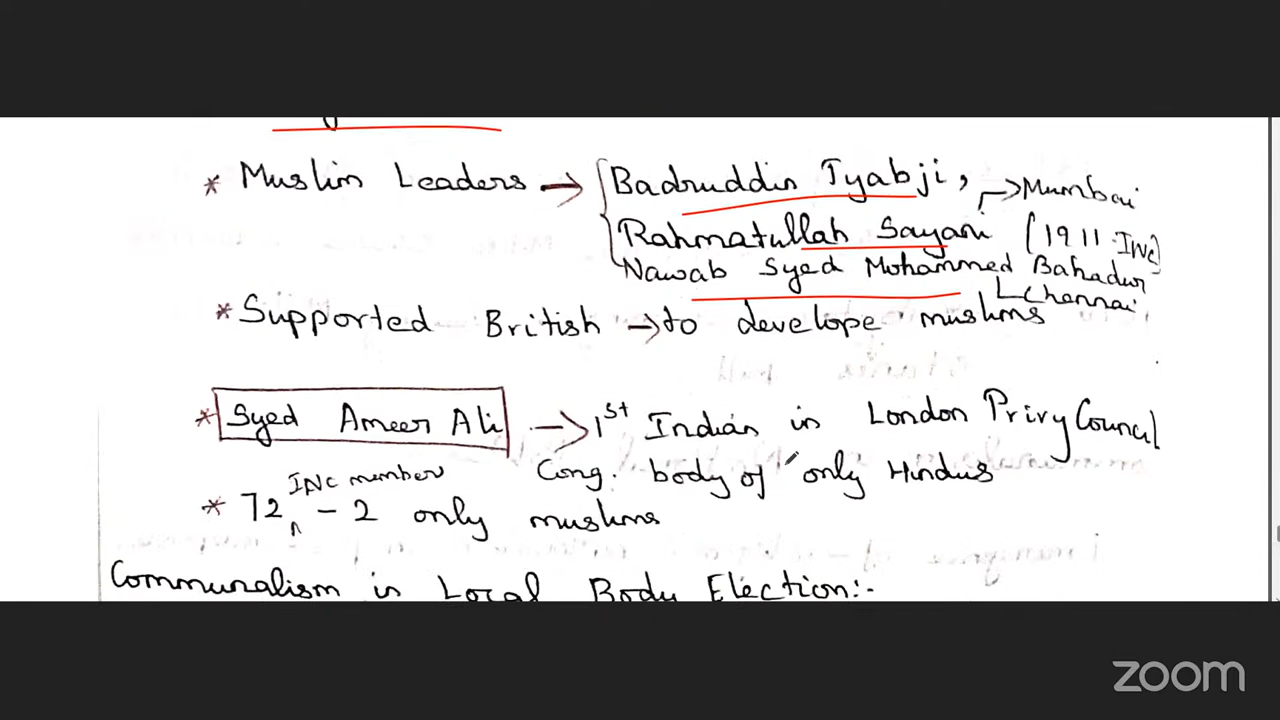 * Muslim Leaders → Badruddin Tyabji,
→ Mumbai
Rahmatullah Sayani (1911 INC)
Nawab Syed Mohammed Bahadur
Chennai
* Supported British → to develope muslims
* Syed Ameer Ali → 1st Indian in London Privy Council
Cong. body of only Hindus
INC member
* 72 - 2 only muslims
Communalism in Local Body Election:-
zoom